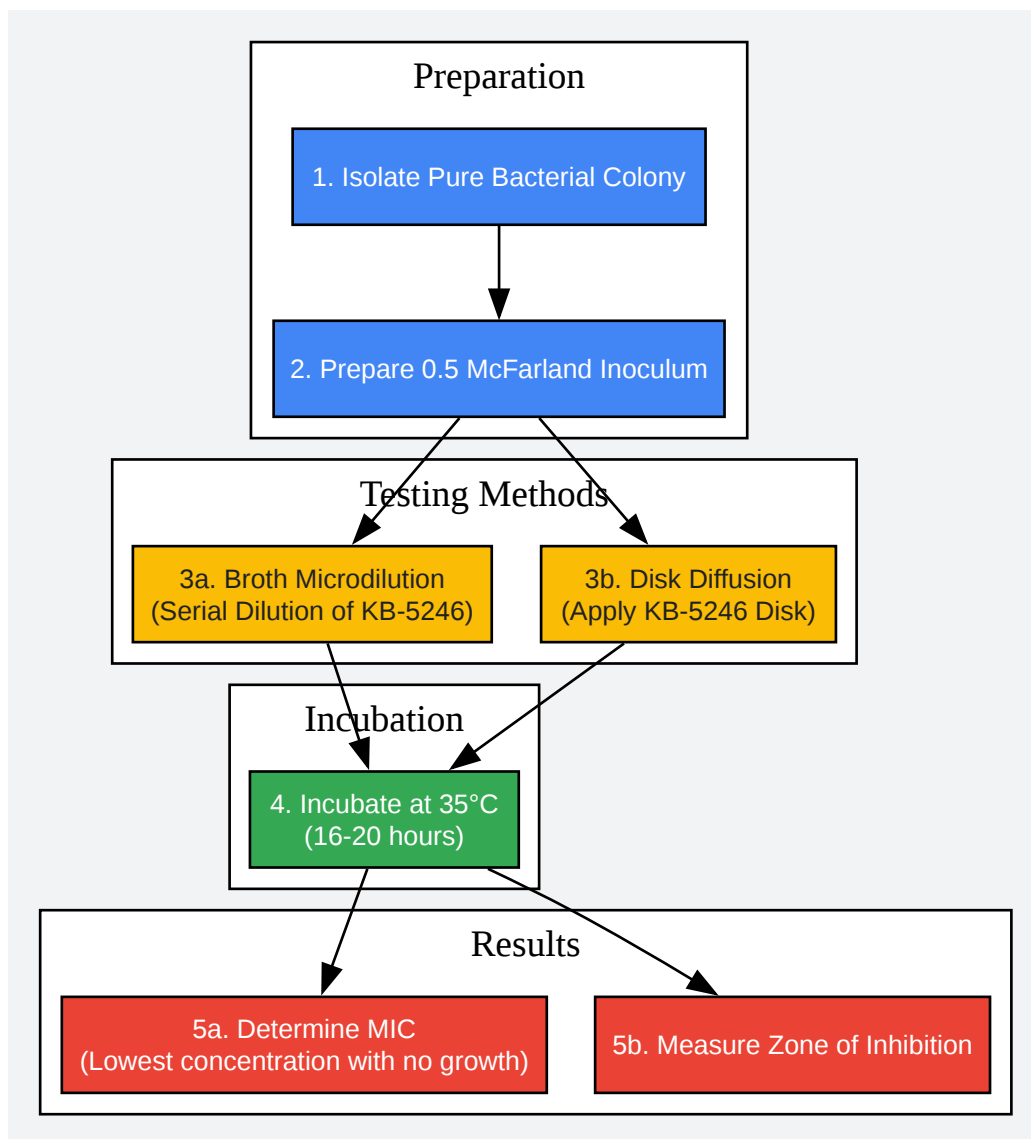 Preparation
1. Isolate Pure Bacterial Colony
2. Prepare 0.5 McFarland Inoculum
Testing Methods
3a. Broth Microdilution
(Serial Dilution of KB-5246)
3b. Disk Diffusion
(Apply KB-5246 Disk)
Incubation
4. Incubate at 35°C
(16-20 hours)
Results
5a. Determine MIC
(Lowest concentration with no growth)
5b. Measure Zone of Inhibition